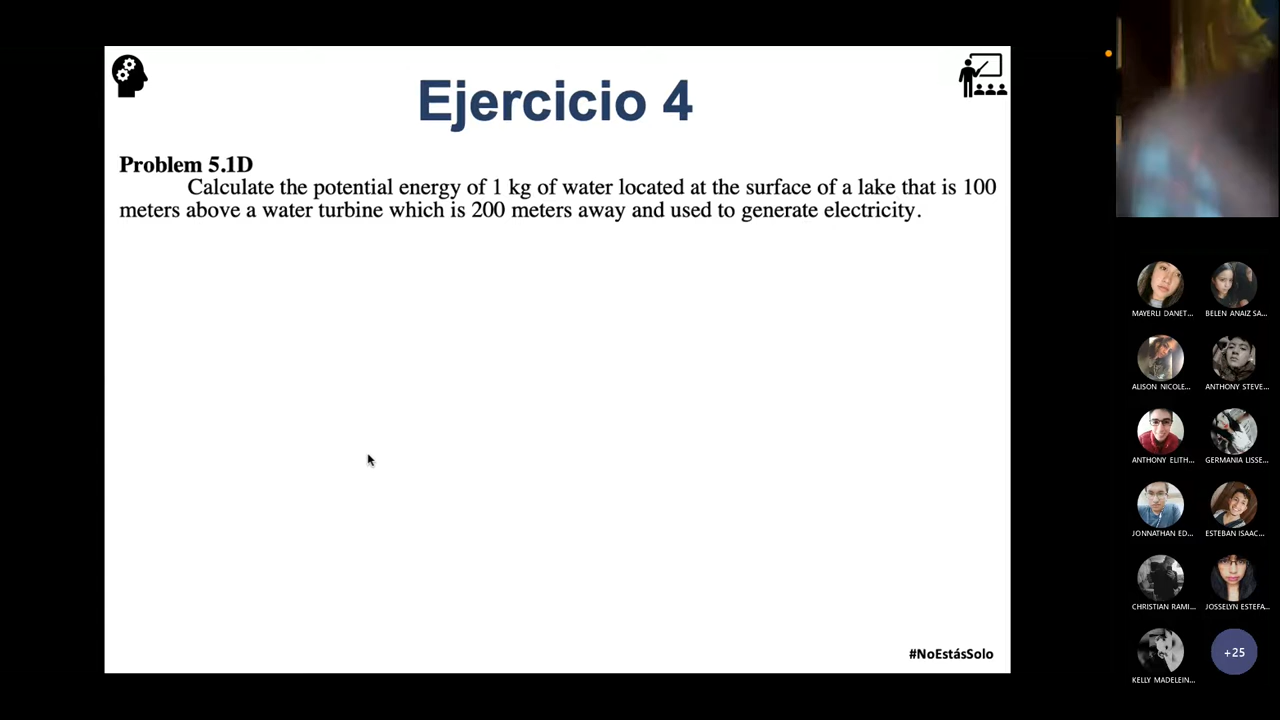 Ejercicio 4
Problem 5.1D
Calculate the potential energy of 1 kg of water located at the surface of a lake that is 100
meters above a water turbine which is 200 meters away and used to generate electricity.
#NoEstásSolo
MAYERLI DANET...
BELEN ANAIZ SA...
ALISON NICOLE...
ANTHONY STEVE...
ANTHONY ELITH...
GERMANIA LISSE...
JONNATHAN ED...
ESTEBAN ISAAC...
CHRISTIAN RAMI...
JOSSELYN ESTEFA...
KELLY MADELEIN...
+25